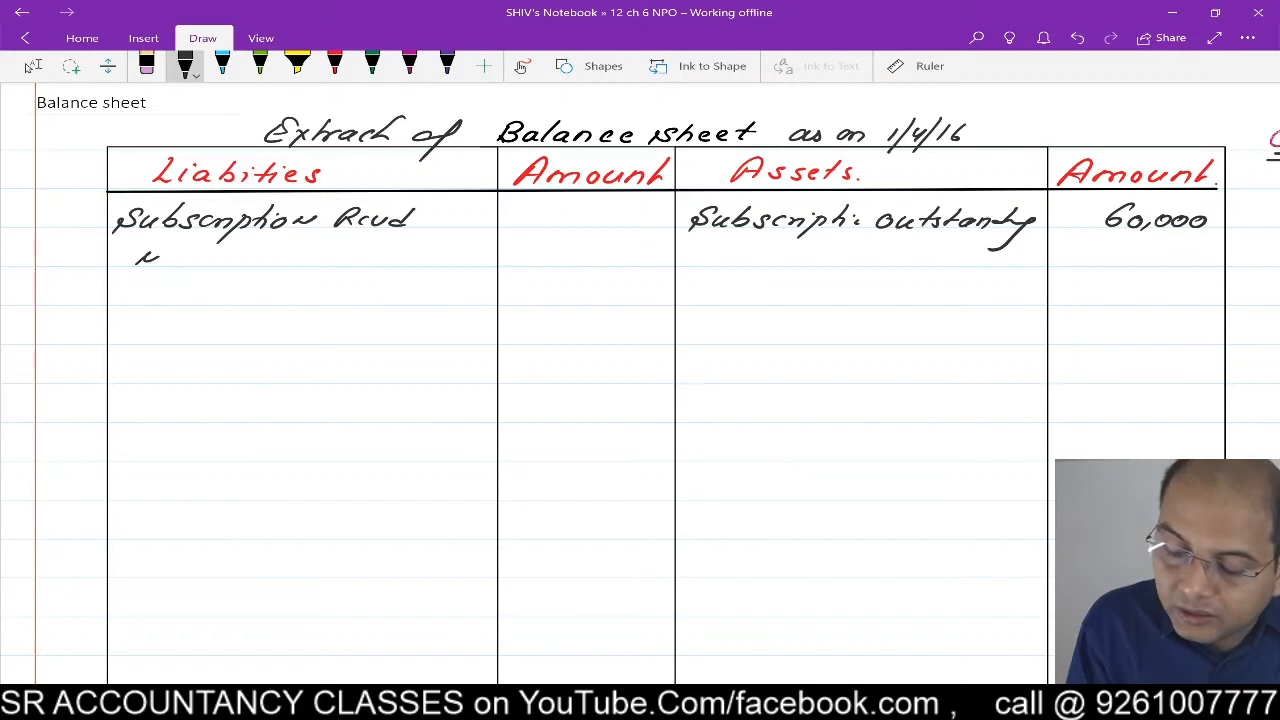 SHIV's Notebook » 12 ch 6 NPO – Working offline
Home Insert Draw View Share
Shapes Ink to Shape Ink to Text Ruler
Balance sheet
Extract of Balance sheet as on 1/4/16
Liabities Amount Assets. Amount.
Subscription Rcvd Subscripti: outstanding 60,000
SR ACCOUNTANCY CLASSES on YouTube.Com/facebook.com , call @ 9261007777